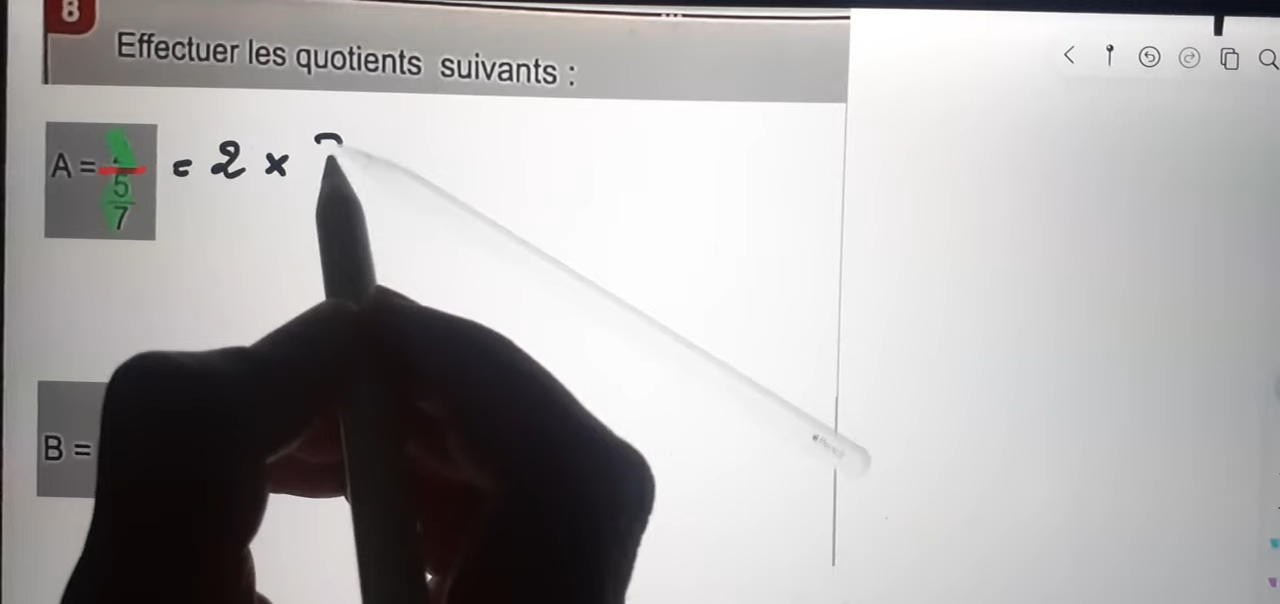 8
Effectuer les quotients suivants :
A = 5/7 = 2 ×
B =